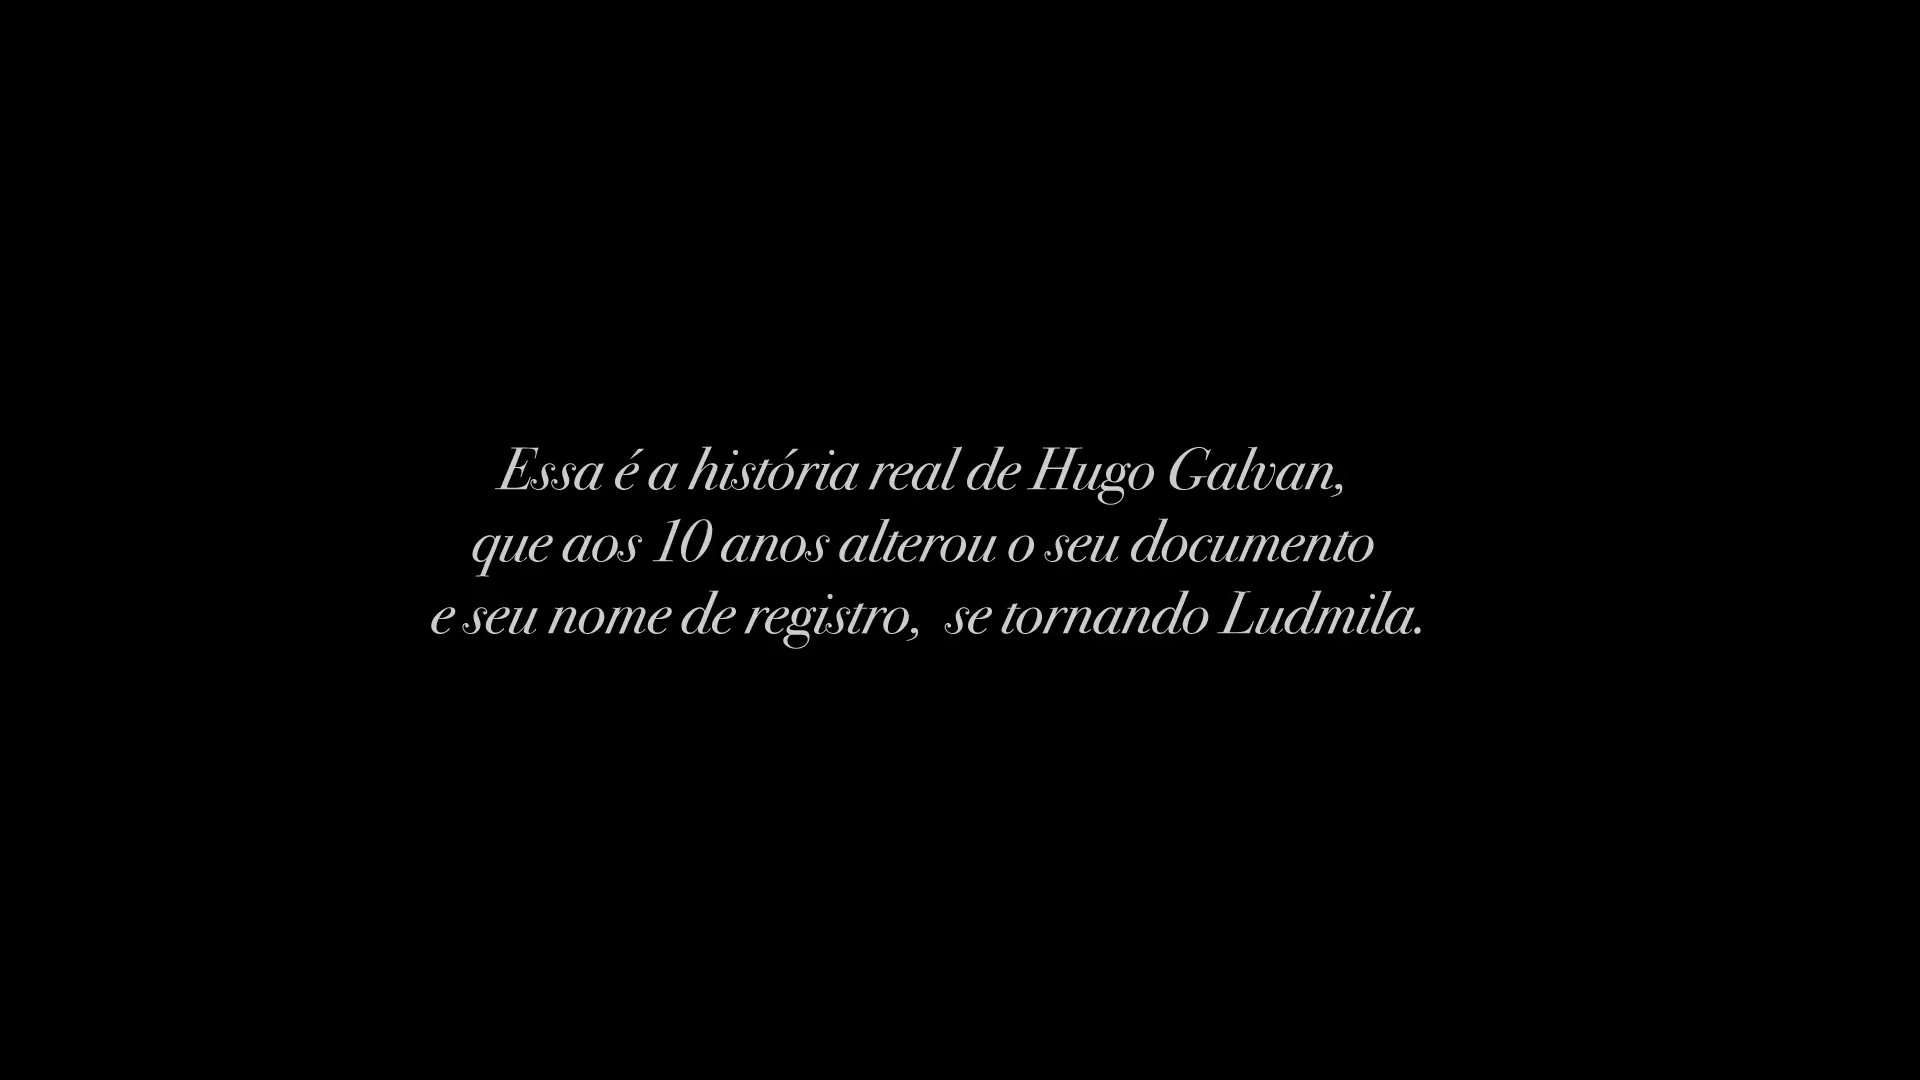 Essa é a história real de Hugo Galvan,
que aos 10 anos alterou o seu documento
e seu nome de registro, se tornando Ludmila.